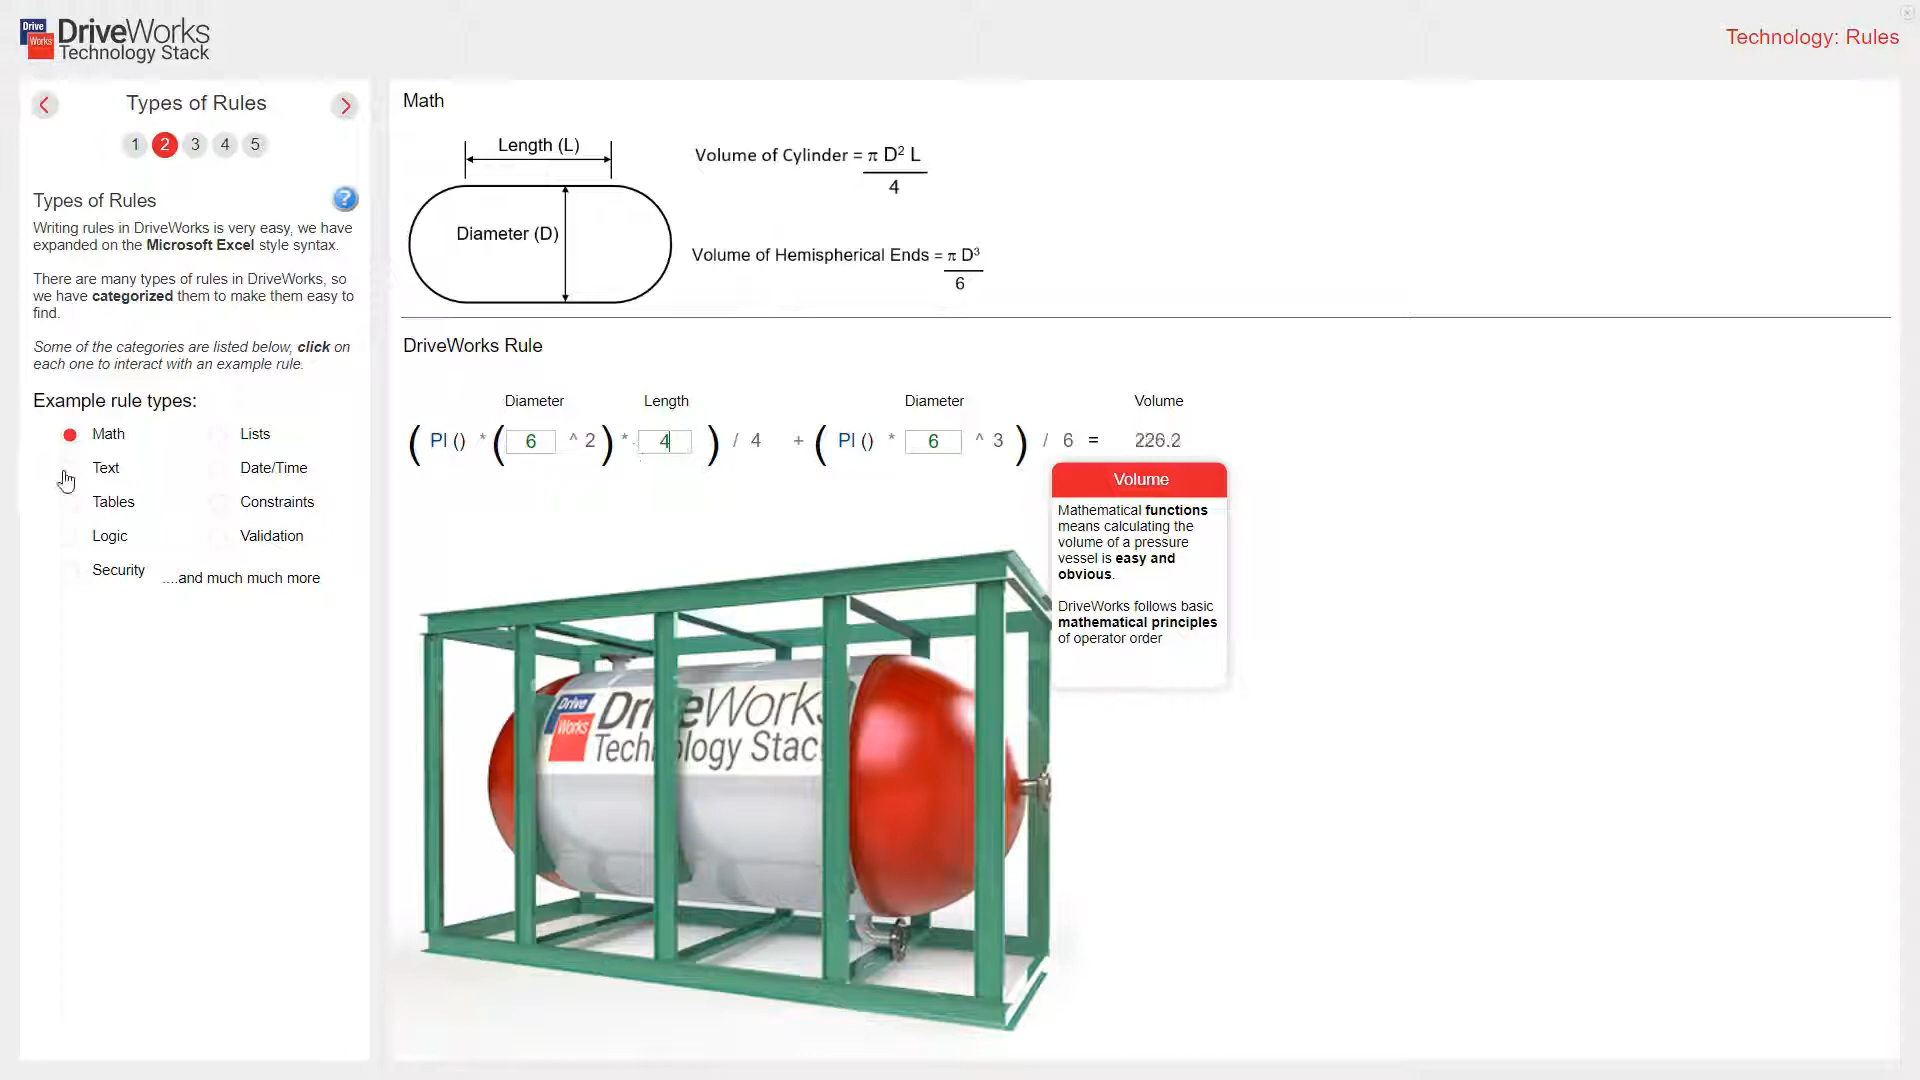 Drive
Works
DriveWorks
Technology Stack
Technology: Rules
Types of Rules
1 2 3 4 5
Types of Rules
?
Writing rules in DriveWorks is very easy, we have
expanded on the Microsoft Excel style syntax.
There are many types of rules in DriveWorks, so
we have categorized them to make them easy to
find.
Some of the categories are listed below, click on
each one to interact with an example rule.
Example rule types:
Math
Lists
Text
Date/Time
Tables
Constraints
Logic
Validation
Security
....and much much more
Math
Length (L)
Diameter (D)
Volume of Cylinder = π D² L
4
Volume of Hemispherical Ends = π D³
6
DriveWorks Rule
Diameter Length Diameter Volume
( PI () * ( 6 ^ 2 ) * 4 ) / 4 + ( PI () * 6 ^ 3 ) / 6 = 226.2
Volume
Mathematical functions
means calculating the
volume of a pressure
vessel is easy and
obvious.
DriveWorks follows basic
mathematical principles
of operator order
Drive
Works
DriveWorks
Technology Stac